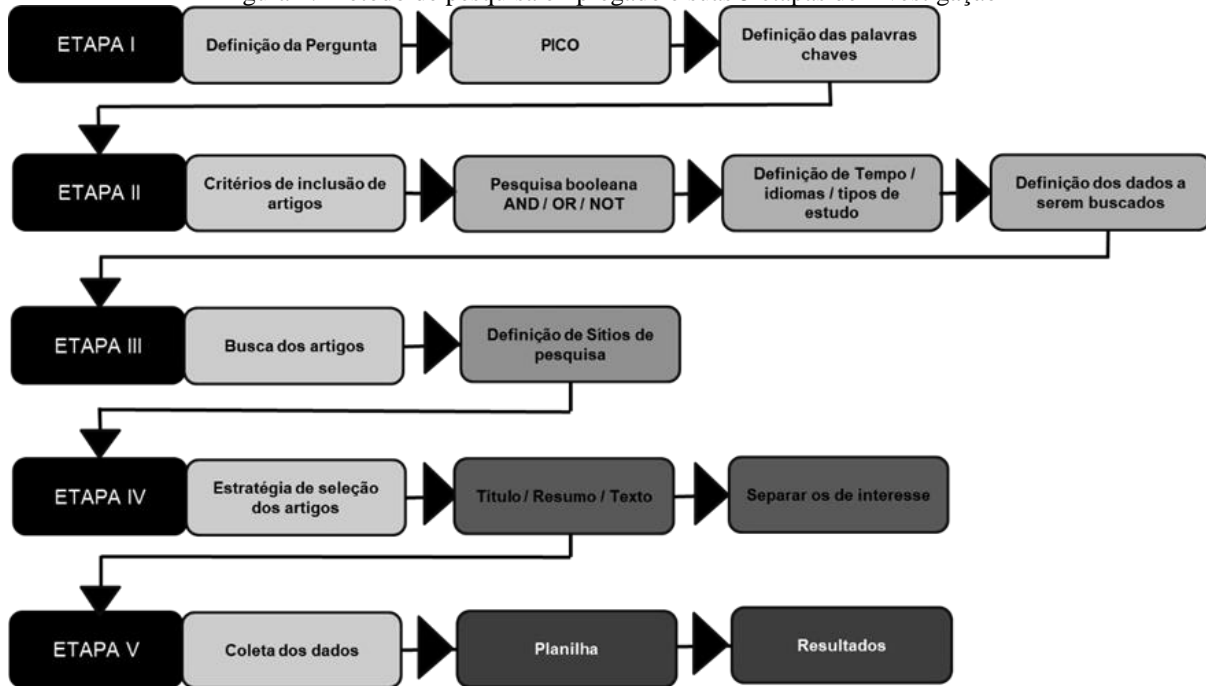 ETAPA I
Definição da Pergunta
PICO
Definição das palavras
chaves
ETAPA II
Critérios de inclusão de
artigos
Pesquisa booleana
AND / OR / NOT
Definição de Tempo /
idiomas / tipos de
estudo
Definição dos dados a
serem buscados
ETAPA III
Busca dos artigos
Definição de Sítios de
pesquisa
ETAPA IV
Estratégia de seleção
dos artigos
Título / Resumo / Texto
Separar os de interesse
ETAPA V
Coleta dos dados
Planilha
Resultados